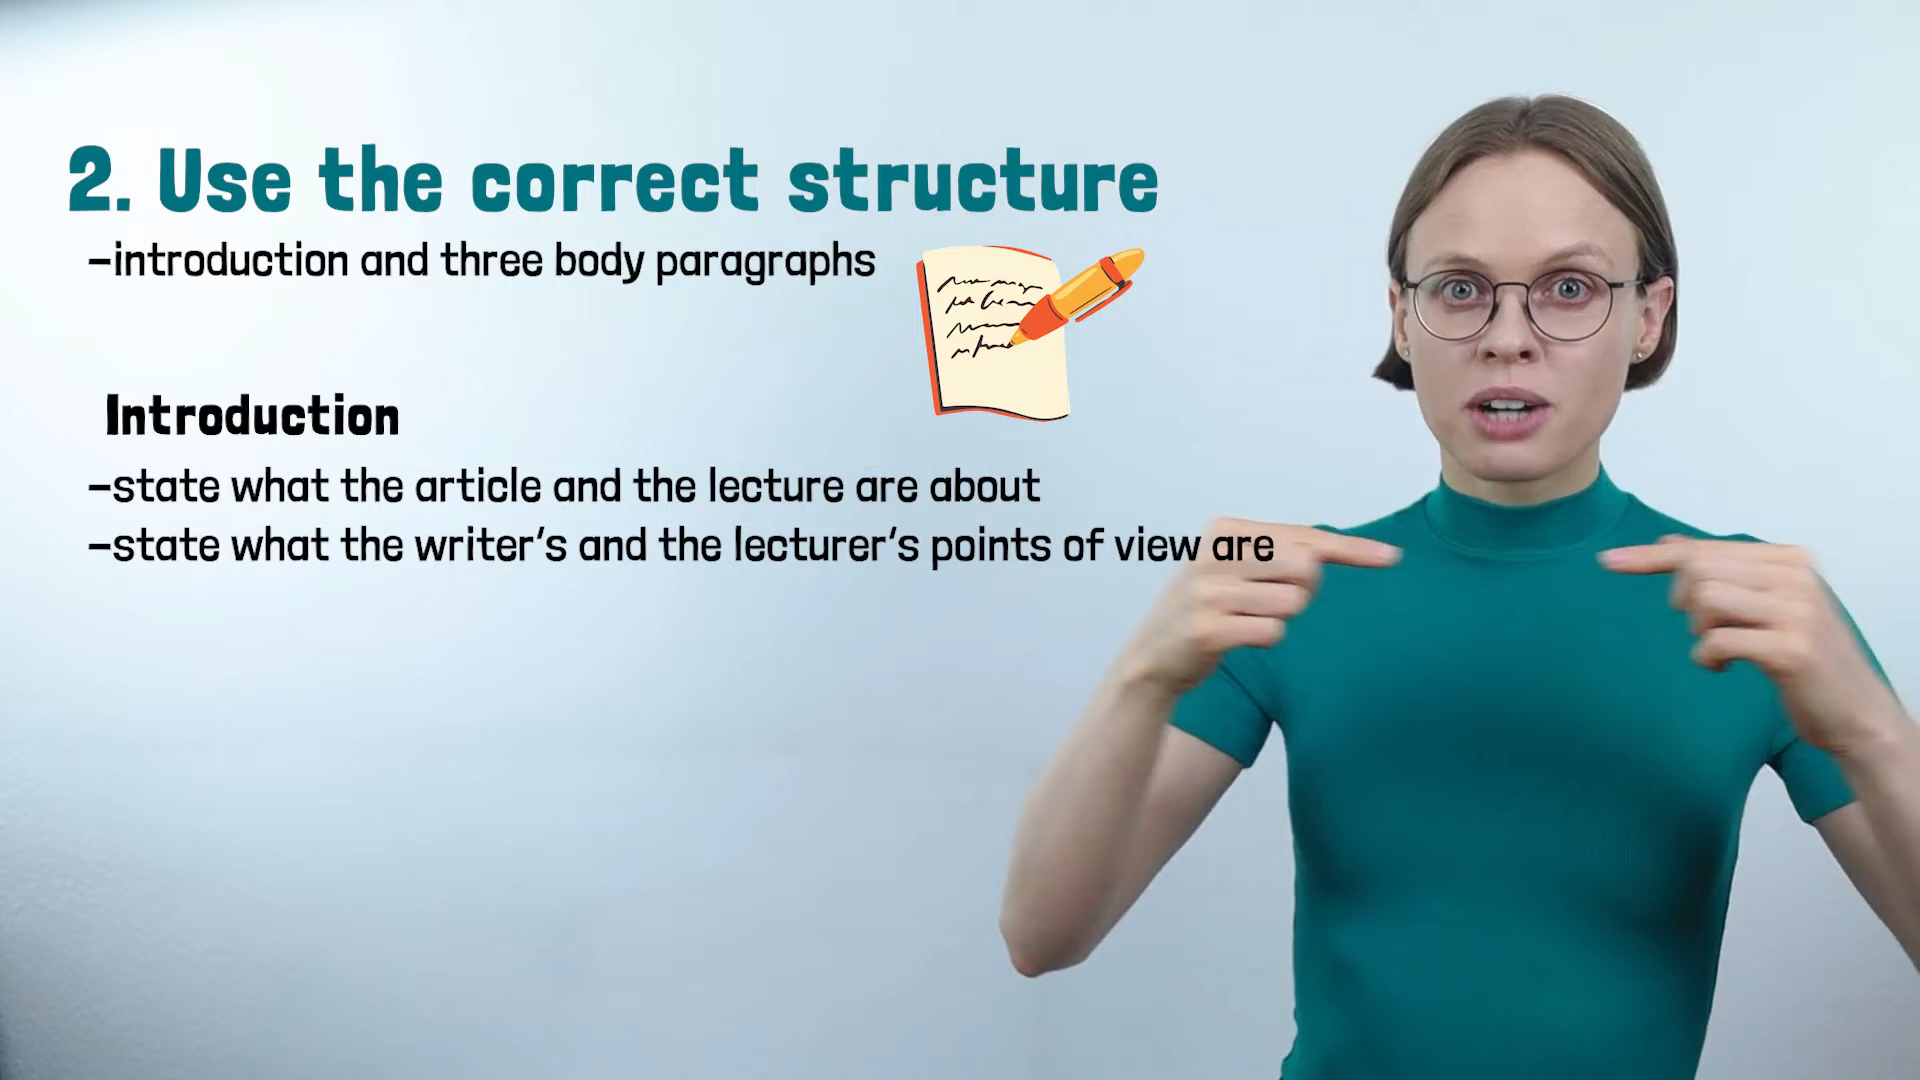 2. Use the correct structure
-introduction and three body paragraphs
Introduction
-state what the article and the lecture are about
-state what the writer's and the lecturer's points of view are